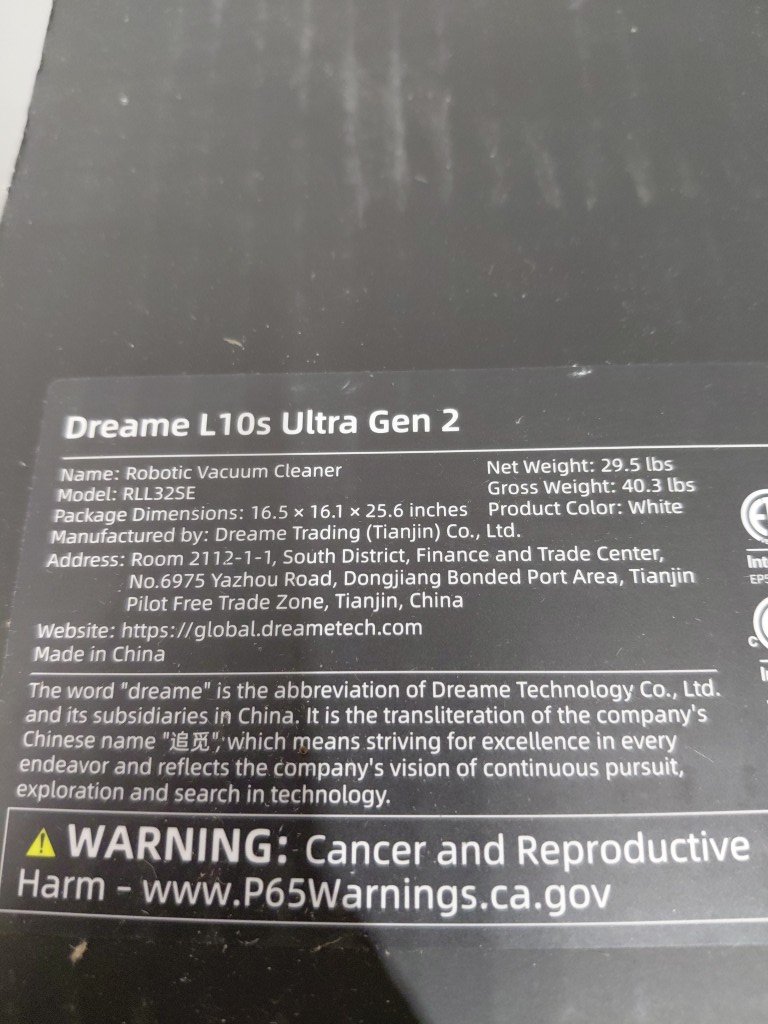 Dreame L10s Ultra Gen 2
Name: Robotic Vacuum Cleaner
Model: RLL32SE
Package Dimensions: 16.5 × 16.1 × 25.6 inches
Net Weight: 29.5 lbs
Gross Weight: 40.3 lbs
Product Color: White
Manufactured by: Dreame Trading (Tianjin) Co., Ltd.
Address: Room 2112-1-1, South District, Finance and Trade Center,
No.6975 Yazhou Road, Dongjiang Bonded Port Area, Tianjin
Pilot Free Trade Zone, Tianjin, China
Website: https://global.dreametech.com
Made in China
The word "dreame" is the abbreviation of Dreame Technology Co., Ltd.
and its subsidiaries in China. It is the transliteration of the company's
Chinese name "追觅", which means striving for excellence in every
endeavor and reflects the company's vision of continuous pursuit,
exploration and search in technology.
WARNING: Cancer and Reproductive
Harm – www.P65Warnings.ca.gov